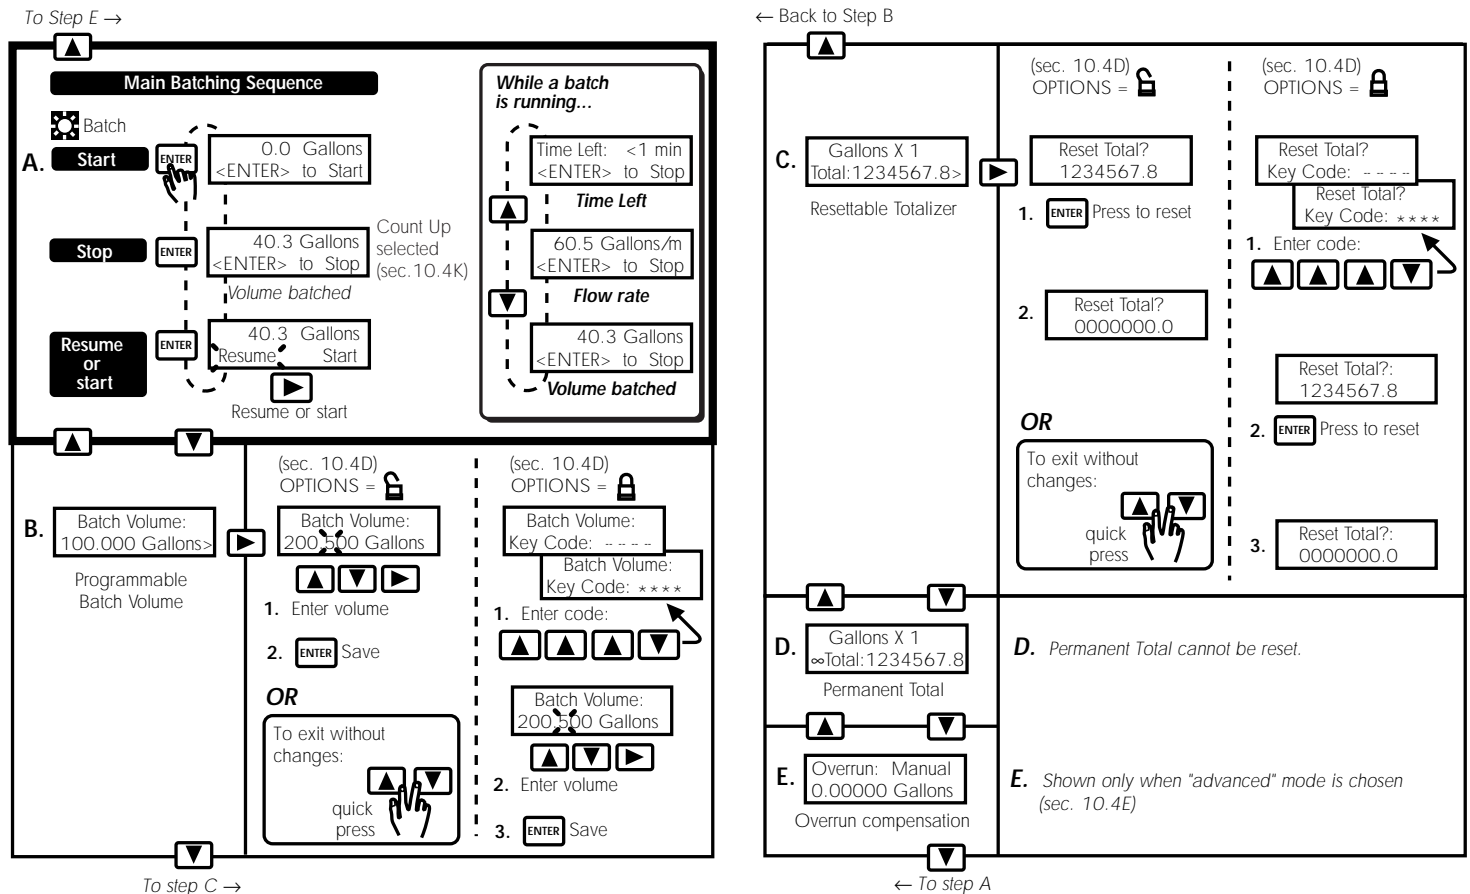 To Step E →
Main Batching Sequence
Batch
A.
Start
ENTER
0.0 Gallons
<ENTER> to Start
Stop
ENTER
40.3 Gallons
<ENTER> to Stop
Volume batched
Count Up
selected
(sec.10.4K)
Resume
or
start
ENTER
40.3 Gallons
Resume Start
Resume or start
While a batch
is running...
Time Left: <1 min
<ENTER> to Stop
Time Left
60.5 Gallons/m
<ENTER> to Stop
Flow rate
40.3 Gallons
<ENTER> to Stop
Volume batched
B.
Batch Volume:
100.000 Gallons>
Programmable
Batch Volume
(sec. 10.4D)
OPTIONS =
Batch Volume:
200.500 Gallons
1. Enter volume
2. ENTER Save
OR
To exit without
changes:
quick
press
(sec. 10.4D)
OPTIONS =
Batch Volume:
Key Code: ----
Batch Volume:
Key Code: ****
1. Enter code:
Batch Volume:
200.500 Gallons
2. Enter volume
3. ENTER Save
To step C →
← Back to Step B
C.
Gallons X 1
Total:1234567.8>
Resettable Totalizer
(sec. 10.4D)
OPTIONS =
Reset Total?
1234567.8
1. ENTER Press to reset
2.
Reset Total?
0000000.0
OR
To exit without
changes:
quick
press
(sec. 10.4D)
OPTIONS =
Reset Total?
Key Code: ----
Reset Total?
Key Code: ****
1. Enter code:
Reset Total?:
1234567.8
2. ENTER Press to reset
3.
Reset Total?:
0000000.0
D.
Gallons X 1
∞Total:1234567.8
Permanent Total
D. Permanent Total cannot be reset.
E.
Overrun: Manual
0.00000 Gallons
Overrun compensation
E. Shown only when "advanced" mode is chosen
(sec. 10.4E)
← To step A